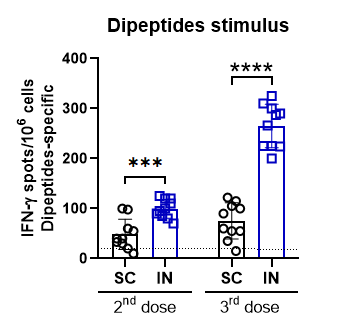 Dipeptides stimulus
IFN-γ spots/10⁶ cells
Dipeptides-specific
400
300
200
100
0
***
****
SC IN SC IN
2nd dose 3rd dose